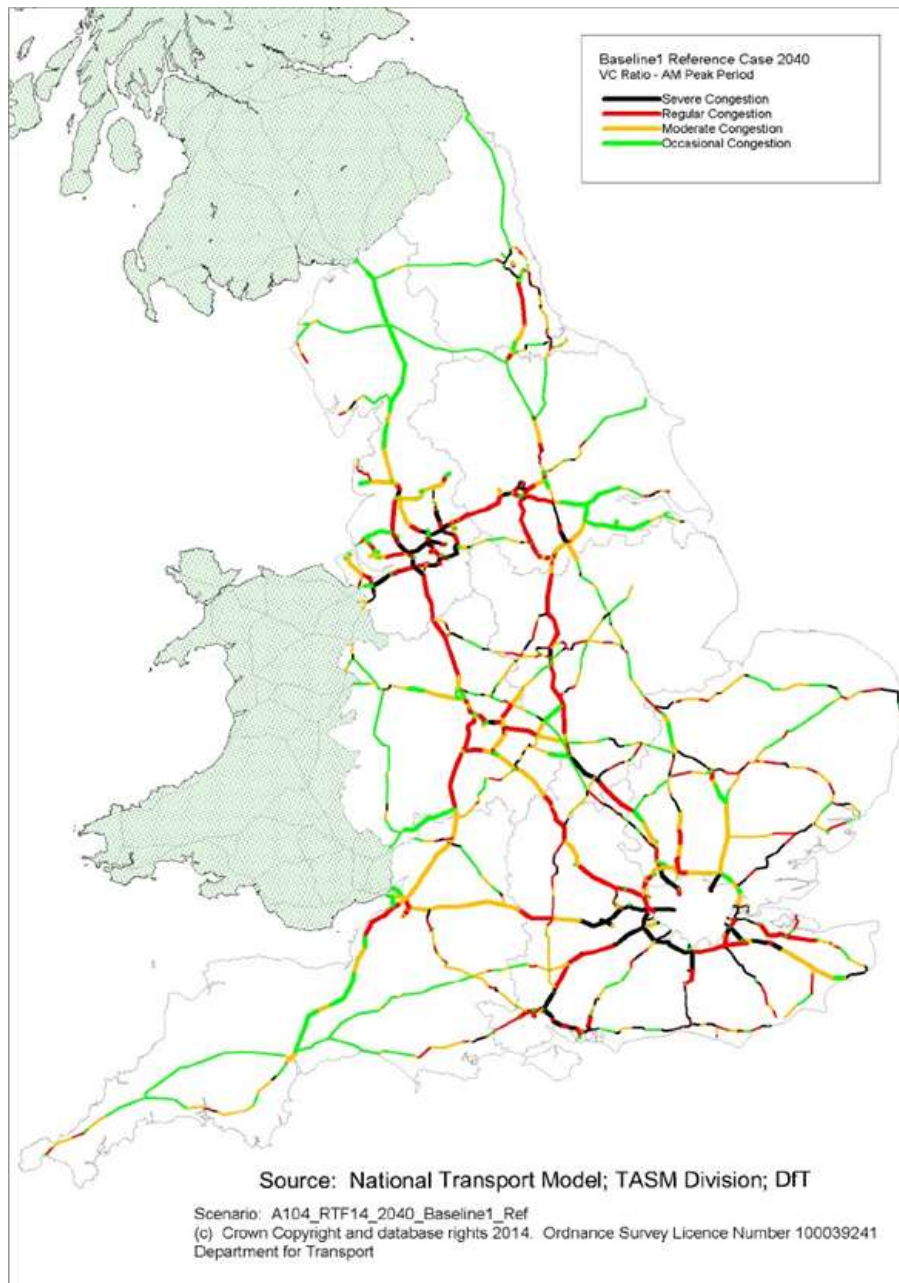 Baseline1 Reference Case 2040
VC Ratio - AM Peak Period
Severe Congestion
Regular Congestion
Moderate Congestion
Occasional Congestion
Source: National Transport Model; TASM Division; DfT
Scenario: A104_RTF14_2040_Baseline1_Ref
(c) Crown Copyright and database rights 2014. Ordnance Survey Licence Number 100039241
Department for Transport